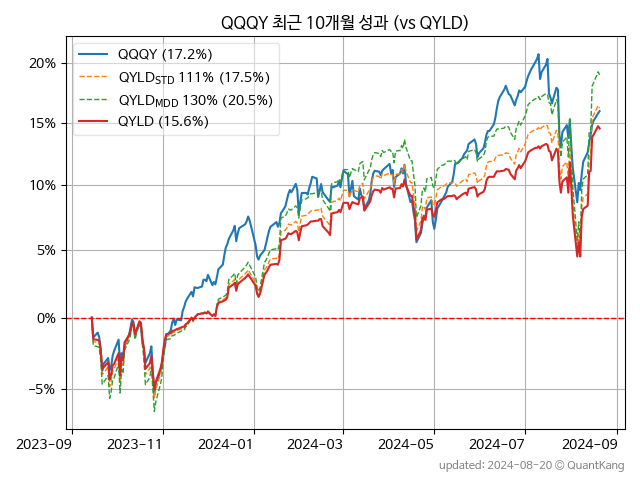 QQQY 최근 10개월 성과 (vs QYLD)
QQQY (17.2%)
QYLD_STD 111% (17.5%)
QYLD_MDD 130% (20.5%)
QYLD (15.6%)
20%
15%
10%
5%
0%
−5%
2023-09 2023-11 2024-01 2024-03 2024-05 2024-07 2024-09
updated: 2024-08-20 © QuantKang